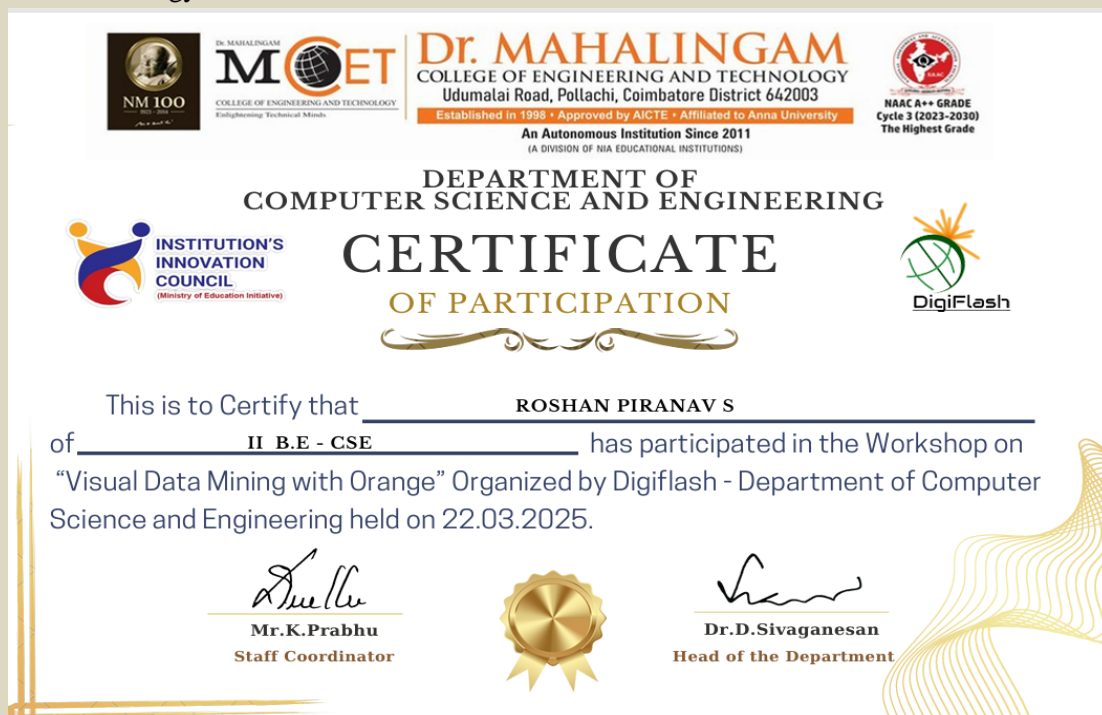 NM 100
1923 - 2014
Dr. MAHALINGAM
MCET
COLLEGE OF ENGINEERING AND TECHNOLOGY
Enlightening Technical Minds
Dr. MAHALINGAM
COLLEGE OF ENGINEERING AND TECHNOLOGY
Udumalai Road, Pollachi, Coimbatore District 642003
Established in 1998 • Approved by AICTE • Affiliated to Anna University
An Autonomous Institution Since 2011
(A DIVISION OF NIA EDUCATIONAL INSTITUTIONS)
NAAC
NAAC A++ GRADE
Cycle 3 (2023-2030)
The Highest Grade
DEPARTMENT OF
COMPUTER SCIENCE AND ENGINEERING
INSTITUTION'S
INNOVATION
COUNCIL
(Ministry of Education Initiative)
CERTIFICATE
OF PARTICIPATION
DigiFlash
This is to Certify that ROSHAN PIRANAV S
of II B.E - CSE has participated in the Workshop on
“Visual Data Mining with Orange” Organized by Digiflash - Department of Computer
Science and Engineering held on 22.03.2025.
Mr.K.Prabhu
Staff Coordinator
Dr.D.Sivaganesan
Head of the Department